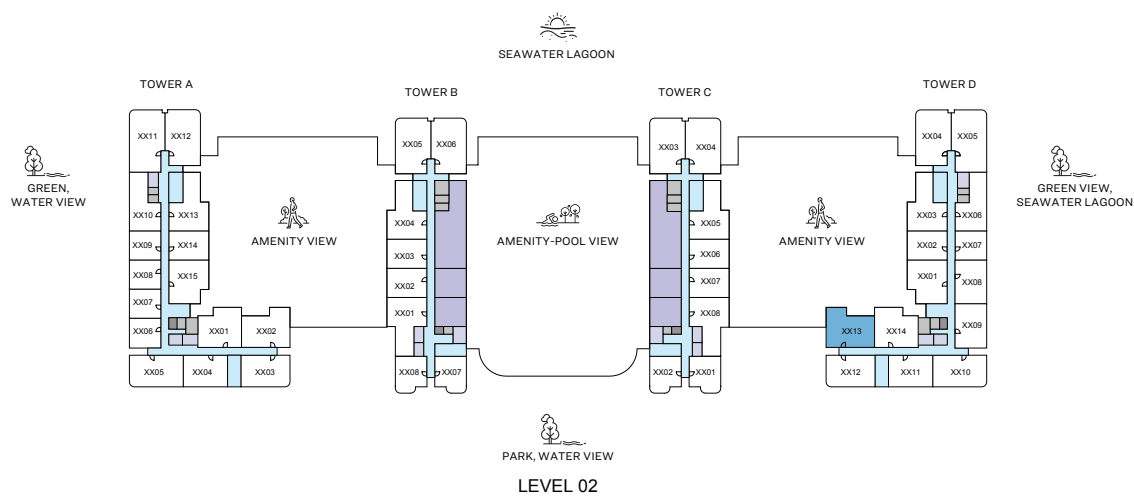 SEAWATER LAGOON
TOWER A
TOWER B
TOWER C
TOWER D
GREEN,
WATER VIEW
GREEN VIEW,
SEAWATER LAGOON
AMENITY VIEW
AMENITY-POOL VIEW
AMENITY VIEW
XX11
XX12
XX10
XX13
XX09
XX14
XX08
XX15
XX07
XX06
XX01
XX02
XX05
XX04
XX03
XX05
XX06
XX04
XX03
XX02
XX01
XX08
XX07
XX03
XX04
XX05
XX06
XX07
XX08
XX02
XX01
XX04
XX05
XX03
XX06
XX02
XX07
XX01
XX08
XX13
XX14
XX09
XX12
XX11
XX10
PARK, WATER VIEW
LEVEL 02